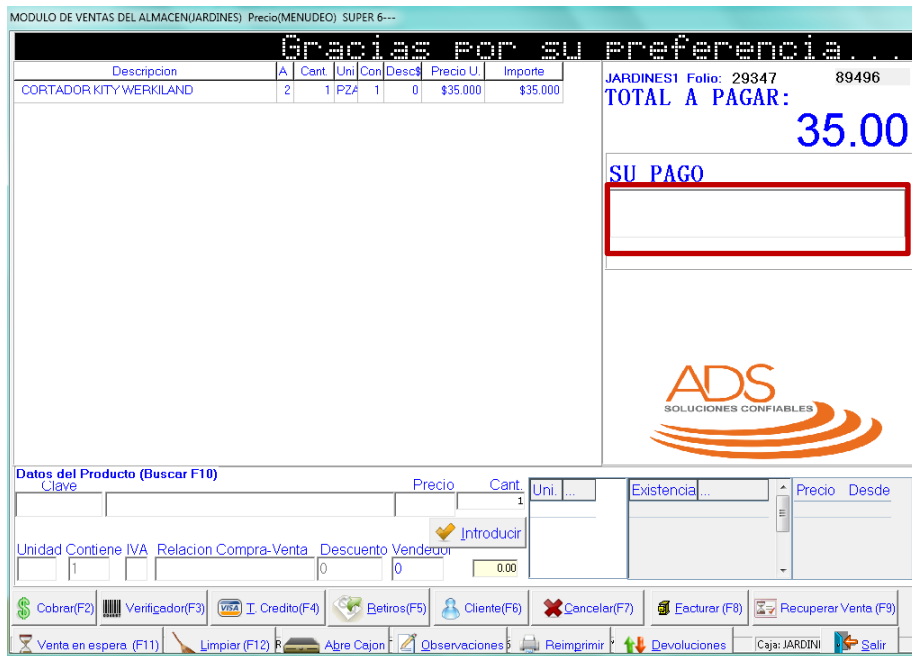 MODULO DE VENTAS DEL ALMACEN(JARDINES) Precio(MENUDEO) SUPER 6---
Gracias por su preferencia...
Descripcion A Cant. Uni Con Desc$ Precio U. Importe
CORTADOR KITY WERKILAND 2 1 PZA 1 0 $35.000 $35.000
JARDINES1 Folio: 29347 89496
TOTAL A PAGAR:
35.00
SU PAGO
ADS
SOLUCIONES CONFIABLES
Datos del Producto (Buscar F10)
Clave Precio Cant. Uni. ... Existencia ... Precio Desde
1
Introducir
Unidad Contiene IVA Relacion Compra-Venta Descuento Vendedor
1 0 0 0.00
Cobrar(F2) Verificador(F3) VISA T. Credito(F4) Retiros(F5) Cliente(F6) Cancelar(F7) Facturar (F8) Recuperar Venta (F9)
Venta en espera (F11) Limpiar (F12) R Abre Cajon Observaciones Reimprimir Devoluciones Caja: JARDINI Salir